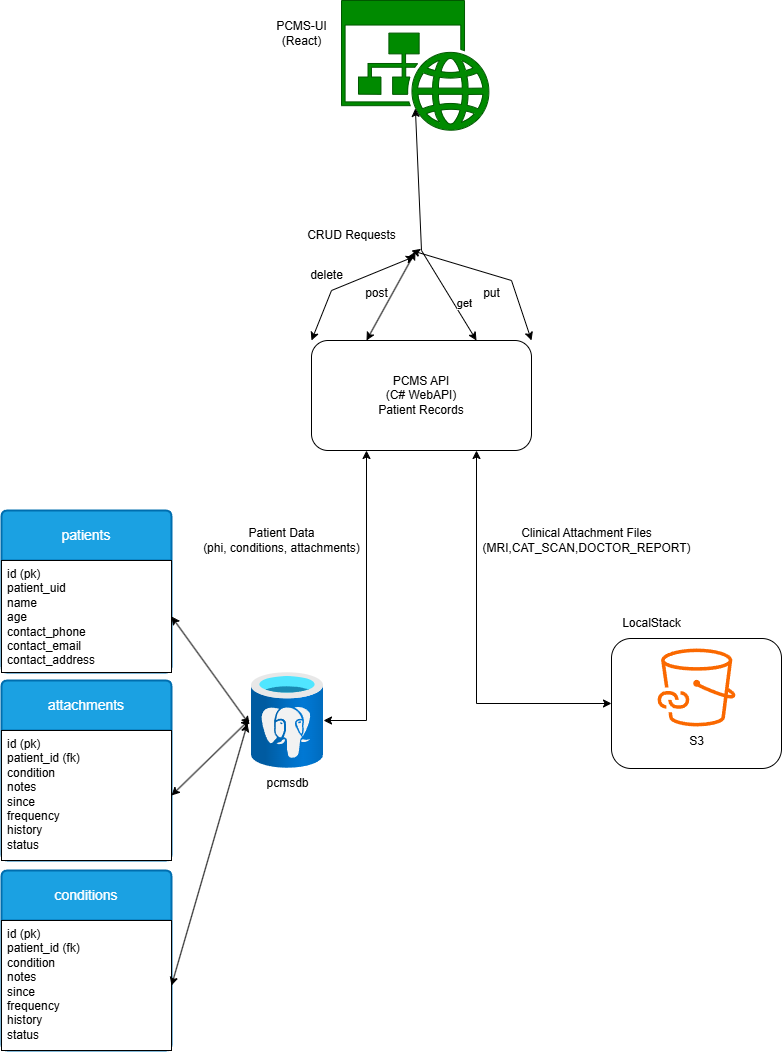 PCMS-UI
(React)
CRUD Requests
delete
post
get
put
PCMS API
(C# WebAPI)
Patient Records
Patient Data
(phi, conditions, attachments)
Clinical Attachment Files
(MRI,CAT_SCAN,DOCTOR_REPORT)
patients
id (pk)
patient_uid
name
age
contact_phone
contact_email
contact_address
attachments
id (pk)
patient_id (fk)
condition
notes
since
frequency
history
status
conditions
id (pk)
patient_id (fk)
condition
notes
since
frequency
history
status
pcmsdb
LocalStack
S3